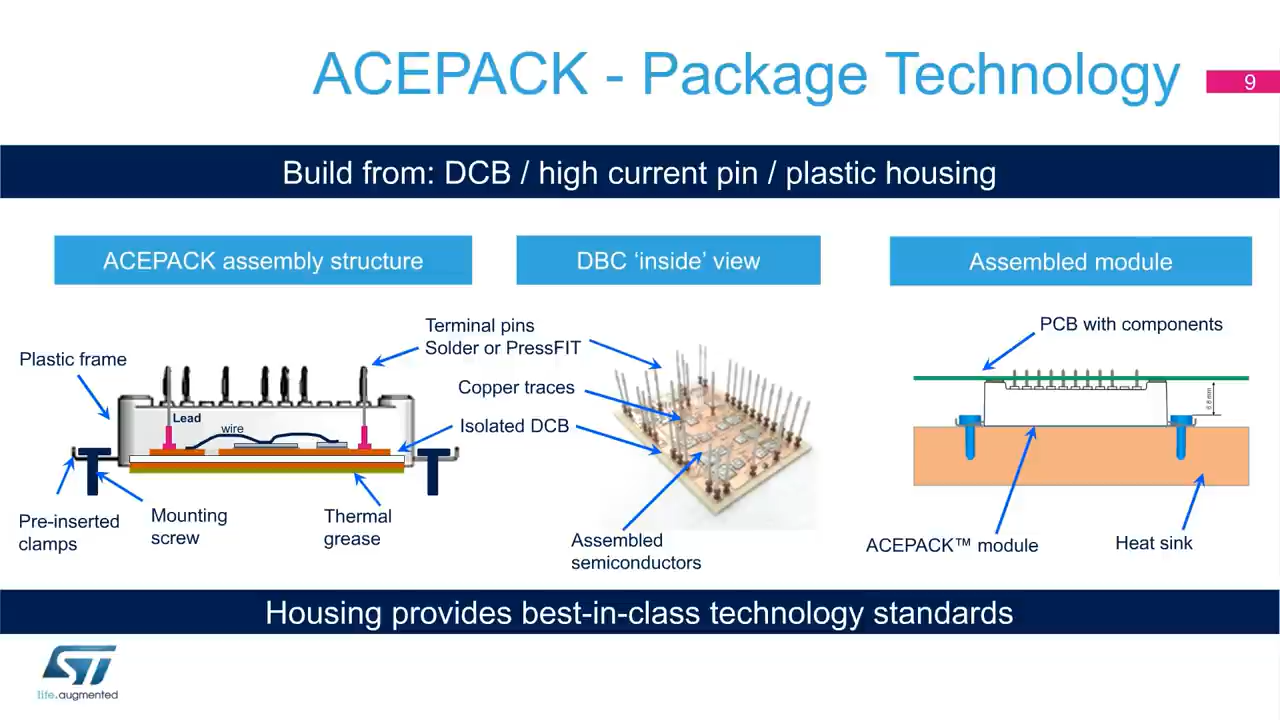 ACEPACK - Package Technology
9
Build from: DCB / high current pin / plastic housing
ACEPACK assembly structure
DBC ‘inside’ view
Assembled module
Plastic frame
Terminal pins
Solder or PressFIT
Copper traces
Isolated DCB
Lead
wire
Pre-inserted
clamps
Mounting
screw
Thermal
grease
Assembled
semiconductors
PCB with components
ACEPACK™ module
Heat sink
Housing provides best-in-class technology standards
ST
life.augmented